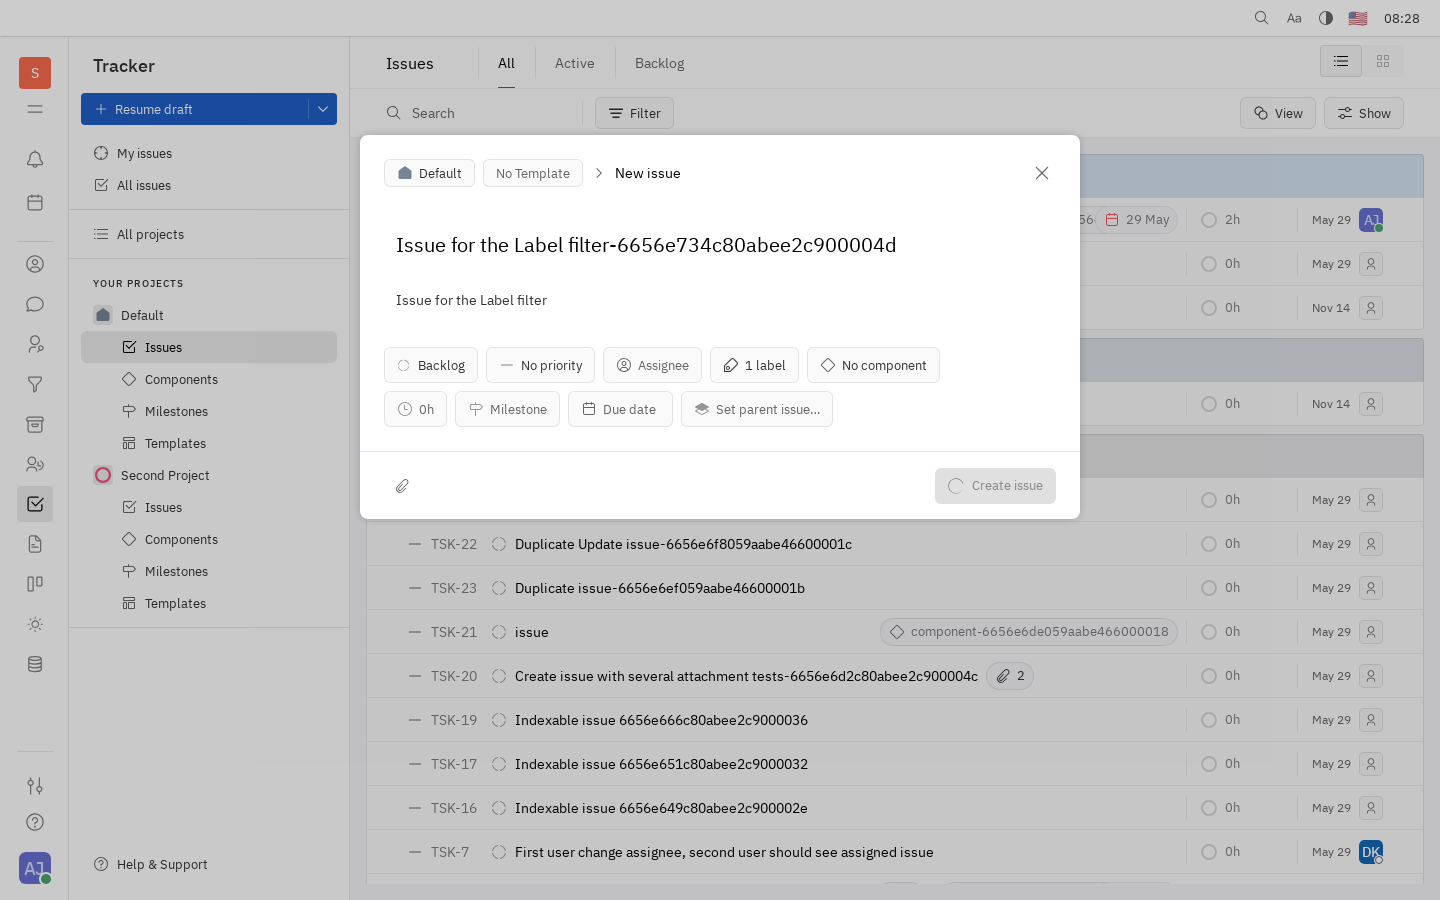 Aa 08:28
S
Tracker
Resume draft
My issues
All issues
All projects
YOUR PROJECTS
Default
Issues
Components
Milestones
Templates
Second Project
Issues
Components
Milestones
Templates
Help & Support
AJ
Issues All Active Backlog
Search Filter View Show
Default No Template New issue
Issue for the Label filter-6656e734c80abee2c900004d
Issue for the Label filter
Backlog No priority Assignee 1 label No component
0h Milestone Due date Set parent issue...
Create issue
29 May 2h May 29 AJ
0h May 29
0h Nov 14
0h Nov 14
0h May 29
TSK-22 Duplicate Update issue-6656e6f8059aabe46600001c 0h May 29
TSK-23 Duplicate issue-6656e6ef059aabe46600001b 0h May 29
TSK-21 issue component-6656e6de059aabe466000018 0h May 29
TSK-20 Create issue with several attachment tests-6656e6d2c80abee2c900004c 2 0h May 29
TSK-19 Indexable issue 6656e666c80abee2c9000036 0h May 29
TSK-17 Indexable issue 6656e651c80abee2c9000032 0h May 29
TSK-16 Indexable issue 6656e649c80abee2c900002e 0h May 29
TSK-7 First user change assignee, second user should see assigned issue 0h May 29 DK